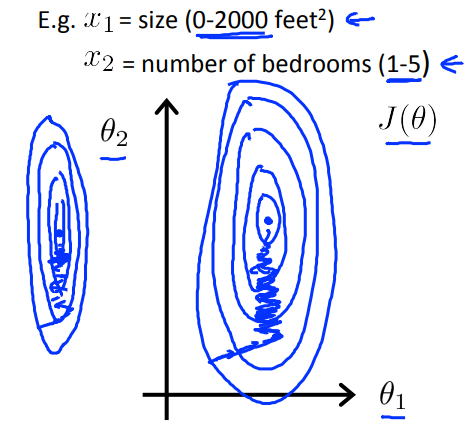 E.g. x₁ = size (0-2000 feet²)
x₂ = number of bedrooms (1-5)
θ₂
J(θ)
θ₁